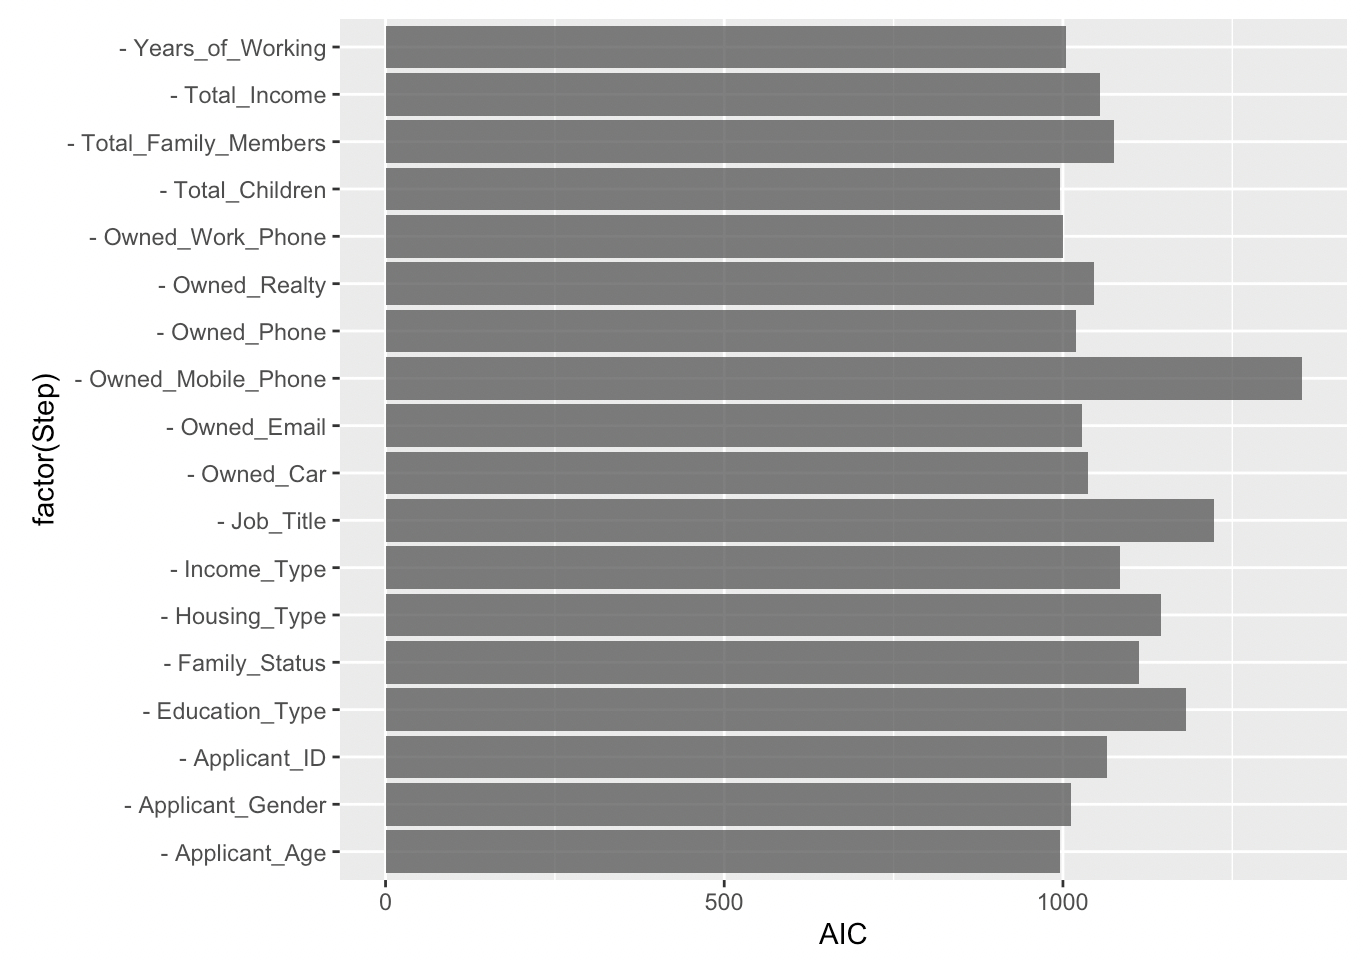 - Years_of_Working
- Total_Income
- Total_Family_Members
- Total_Children
- Owned_Work_Phone
- Owned_Realty
- Owned_Phone
- Owned_Mobile_Phone
- Owned_Email
- Owned_Car
- Job_Title
- Income_Type
- Housing_Type
- Family_Status
- Education_Type
- Applicant_ID
- Applicant_Gender
- Applicant_Age
factor(Step)
0 500 1000
AIC